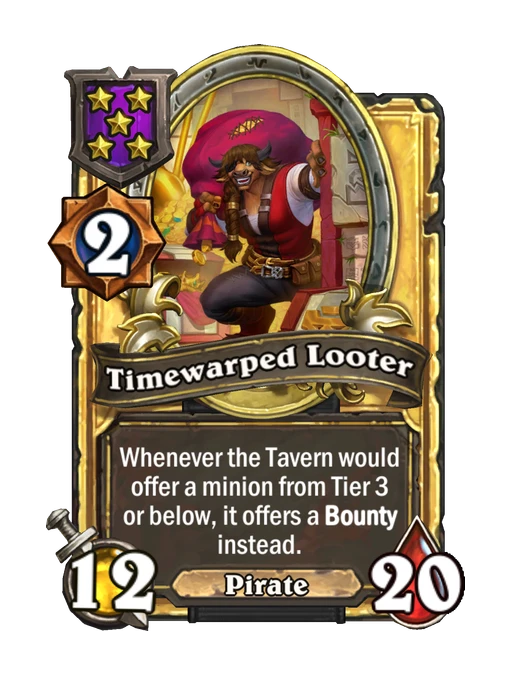 2
Timewarped Looter
Whenever the Tavern would
offer a minion from Tier 3
or below, it offers a Bounty
instead.
12
Pirate
20